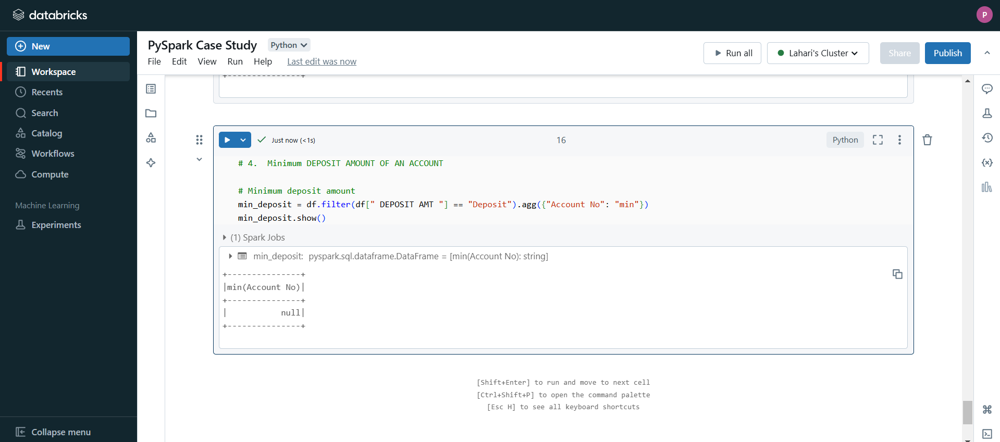 databricks
P
New
Workspace
Recents
Search
Catalog
Workflows
Compute
Machine Learning
Experiments
Collapse menu
PySpark Case Study Python
File Edit View Run Help Last edit was now
Run all Lahari's Cluster Share Publish
+---------------+
Just now (<1s) 16 Python
# 4.  Minimum DEPOSIT AMOUNT OF AN ACCOUNT
# Minimum deposit amount
min_deposit = df.filter(df[" DEPOSIT AMT "] == "Deposit").agg({"Account No": "min"})
min_deposit.show()
(1) Spark Jobs
min_deposit: pyspark.sql.dataframe.DataFrame = [min(Account No): string]
+---------------+
|min(Account No)|
+---------------+
|           null|
+---------------+
[Shift+Enter] to run and move to next cell
[Ctrl+Shift+P] to open the command palette
[Esc H] to see all keyboard shortcuts